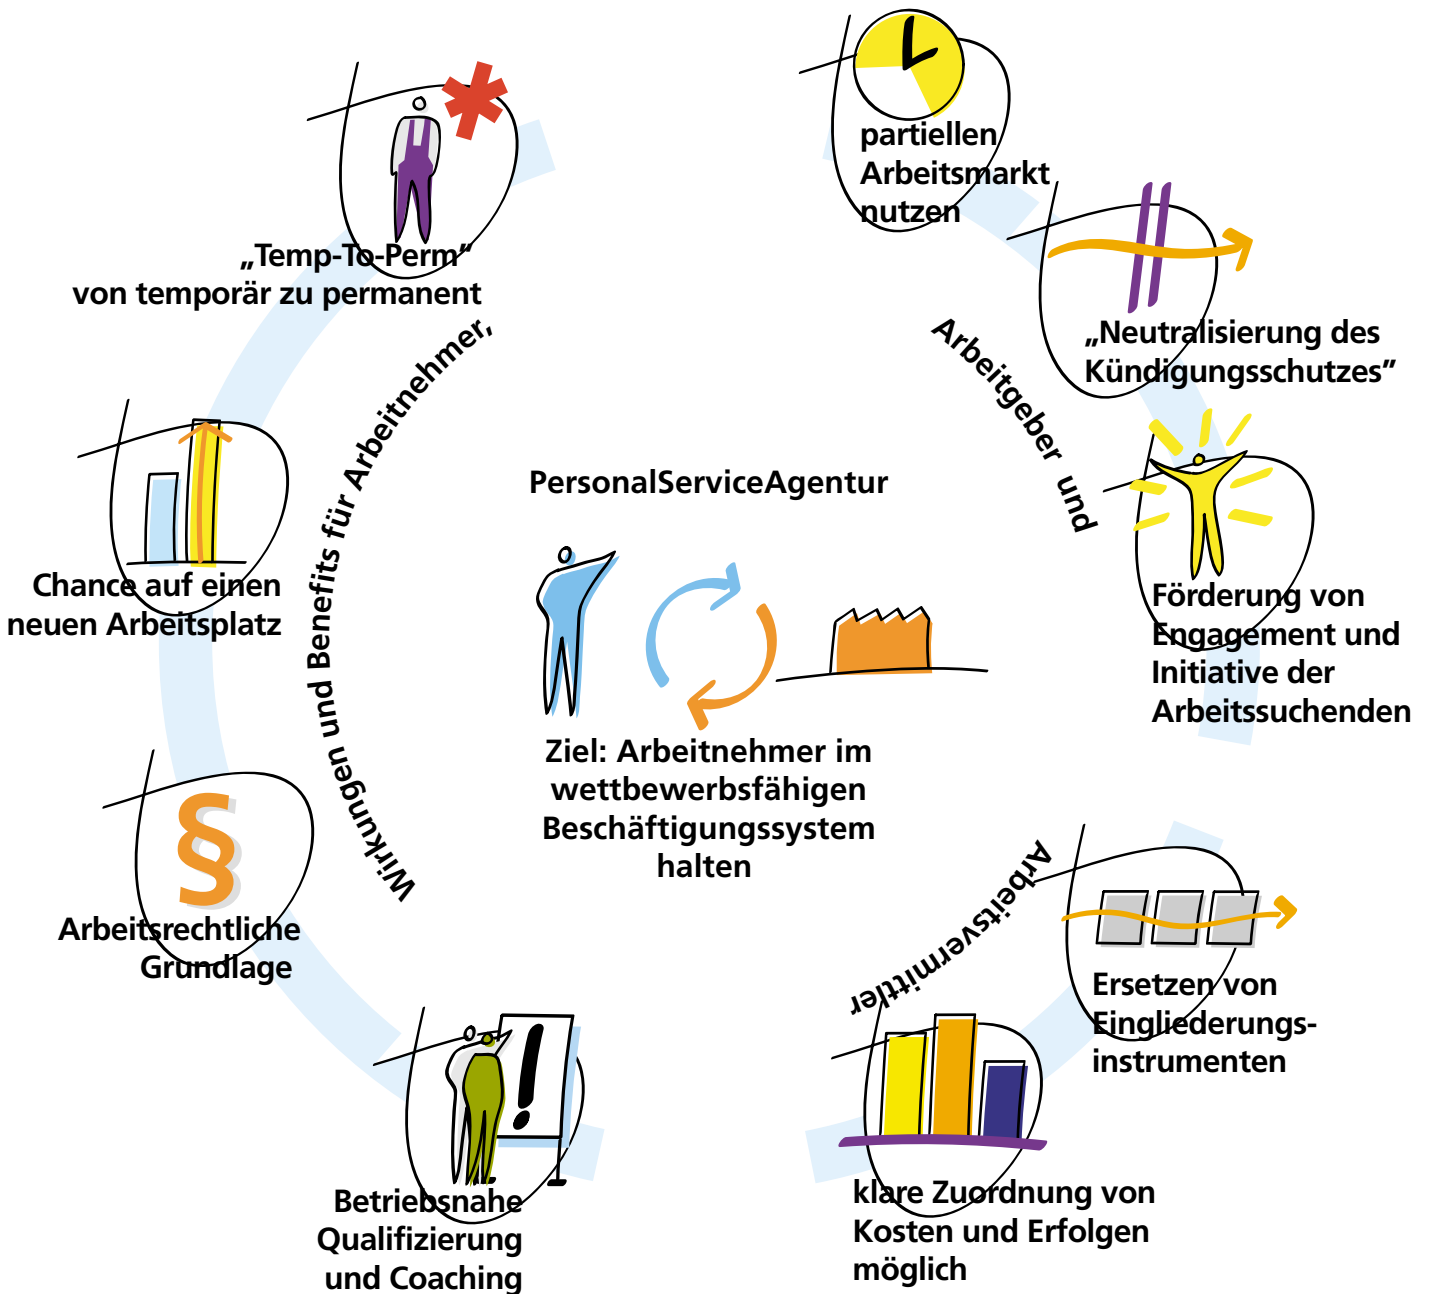 partiellen
Arbeitsmarkt
nutzen
„Temp-To-Perm"
von temporär zu permanent
„Neutralisierung des
Kündigungsschutzes"
Wirkungen und Benefits für Arbeitnehmer,
Arbeitgeber und
Arbeitsvermittler
PersonalServiceAgentur
Chance auf einen
neuen Arbeitsplatz
Förderung von
Engagement und
Initiative der
Arbeitssuchenden
Ziel: Arbeitnehmer im
wettbewerbsfähigen
Beschäftigungssystem
halten
§
Arbeitsrechtliche
Grundlage
Ersetzen von
Eingliederungs-
instrumenten
!
Betriebsnahe
Qualifizierung
und Coaching
klare Zuordnung von
Kosten und Erfolgen
möglich